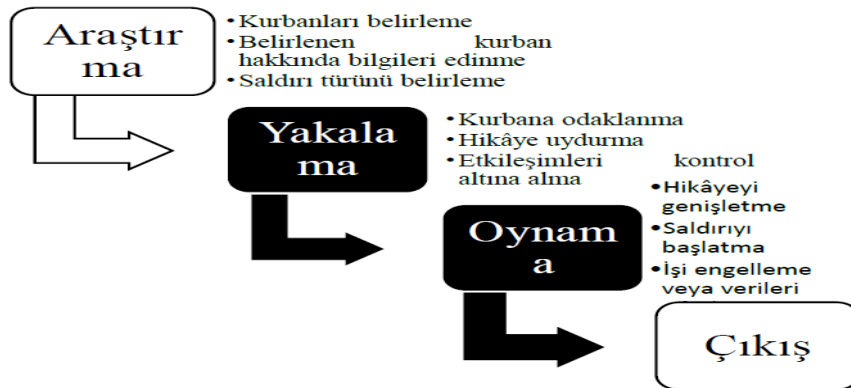 Araştır
ma
• Kurbanları belirleme
• Belirlenen kurban
hakkında bilgileri edinme
• Saldırı türünü belirleme
Yakala
ma
• Kurbana odaklanma
• Hikâye uydurma
• Etkileşimleri kontrol
altına alma
Oynam
a
• Hikâyeyi
genişletme
• Saldırıyı
başlatma
• İşi engelleme
veya verileri
Çıkış